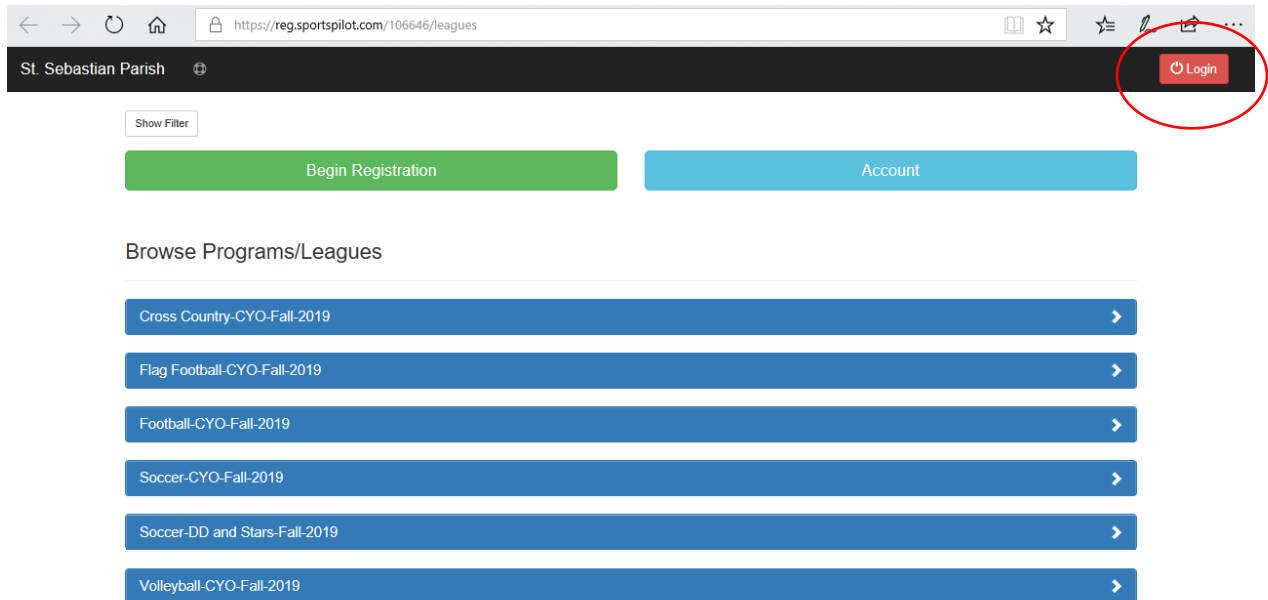 https://reg.sportspilot.com/106646/leagues
St. Sebastian Parish Login
Show Filter
Begin Registration Account
Browse Programs/Leagues
Cross Country-CYO-Fall-2019
Flag Football-CYO-Fall-2019
Football-CYO-Fall-2019
Soccer-CYO-Fall-2019
Soccer-DD and Stars-Fall-2019
Volleyball-CYO-Fall-2019